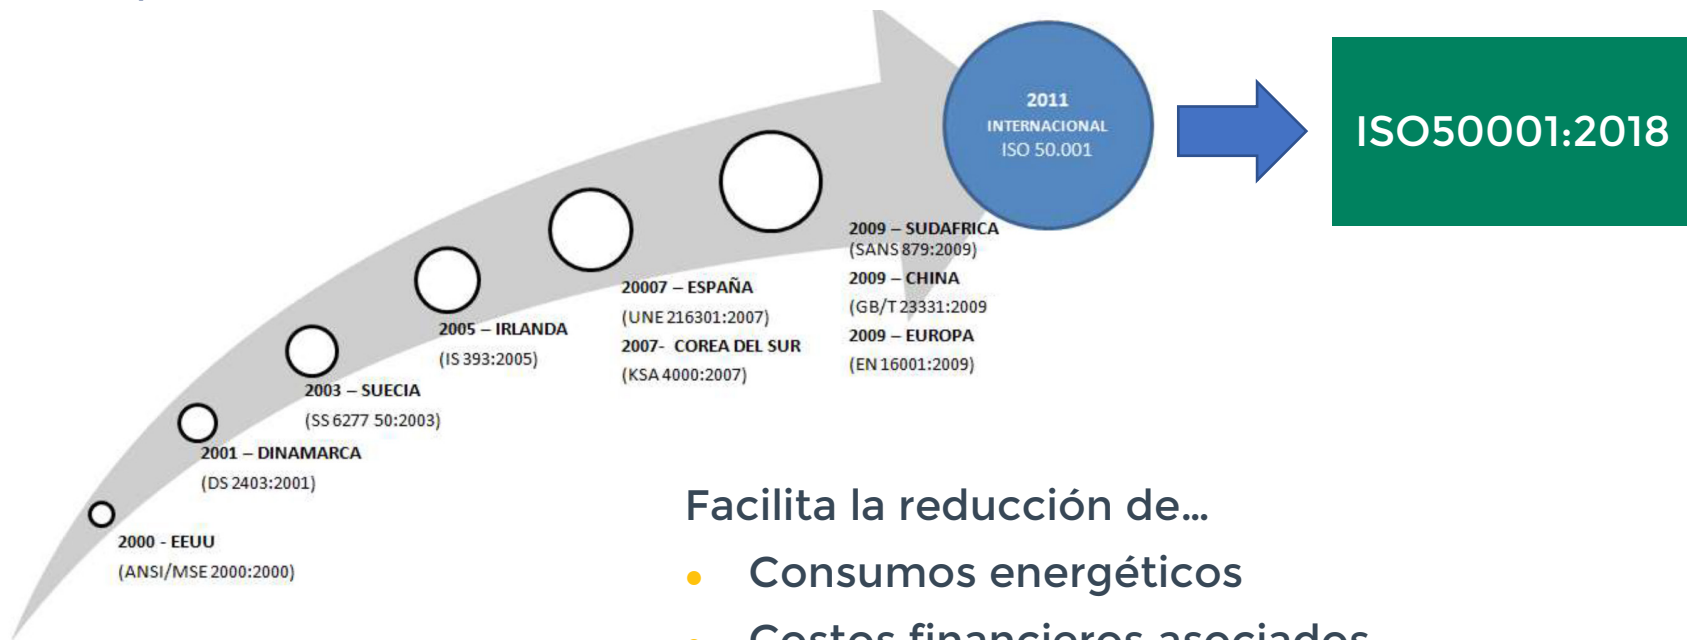 2011
INTERNACIONAL
ISO 50.001
ISO50001:2018
2009 – SUDAFRICA
(SANS 879:2009)
2009 – CHINA
(GB/T 23331:2009
2009 – EUROPA
(EN 16001:2009)
20007 – ESPAÑA
(UNE 216301:2007)
2007- COREA DEL SUR
(KSA 4000:2007)
2005 – IRLANDA
(IS 393:2005)
2003 – SUECIA
(SS 6277 50:2003)
2001 – DINAMARCA
(DS 2403:2001)
2000 - EEUU
(ANSI/MSE 2000:2000)
Facilita la reducción de...
• Consumos energéticos
• Costos financieros asociados